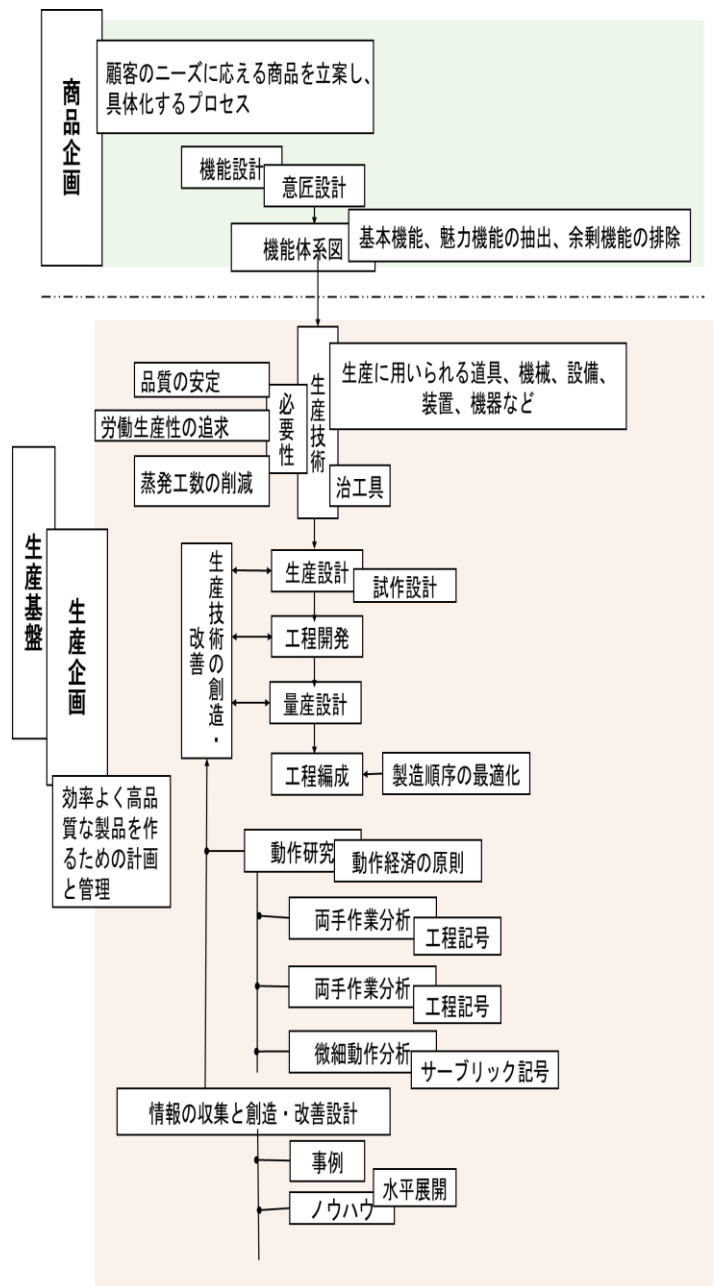 商品企画
顧客のニーズに応える商品を立案し、
具体化するプロセス
機能設計
意匠設計
機能体系図
基本機能、魅力機能の抽出、余剰機能の排除
生産技術
生産に用いられる道具、機械、設備、
装置、機器など
品質の安定
必要性
労働生産性の追求
蒸発工数の削減
治工具
生産基盤
生産企画
効率よく高品
質な製品を作
るための計画
と管理
生産技術の創造・
改善
生産設計
試作設計
工程開発
量産設計
工程編成
製造順序の最適化
動作研究
動作経済の原則
両手作業分析
工程記号
両手作業分析
工程記号
微細動作分析
サーブリック記号
情報の収集と創造・改善設計
事例
水平展開
ノウハウ